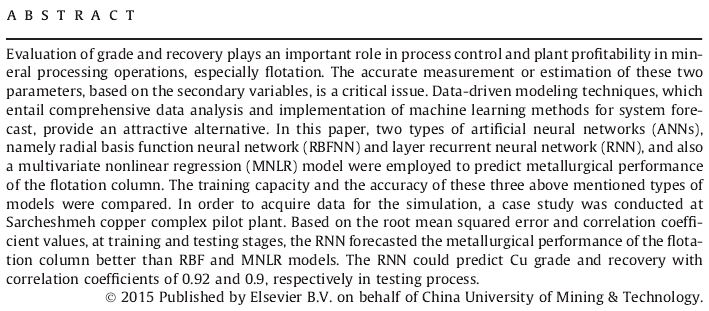 A B S T R A C T
Evaluation of grade and recovery plays an important role in process control and plant profitability in min-
eral processing operations, especially flotation. The accurate measurement or estimation of these two
parameters, based on the secondary variables, is a critical issue. Data-driven modeling techniques, which
entail comprehensive data analysis and implementation of machine learning methods for system fore-
cast, provide an attractive alternative. In this paper, two types of artificial neural networks (ANNs),
namely radial basis function neural network (RBFNN) and layer recurrent neural network (RNN), and also
a multivariate nonlinear regression (MNLR) model were employed to predict metallurgical performance
of the flotation column. The training capacity and the accuracy of these three above mentioned types of
models were compared. In order to acquire data for the simulation, a case study was conducted at
Sarcheshmeh copper complex pilot plant. Based on the root mean squared error and correlation coeffi-
cient values, at training and testing stages, the RNN forecasted the metallurgical performance of the flota-
tion column better than RBF and MNLR models. The RNN could predict Cu grade and recovery with
correlation coefficients of 0.92 and 0.9, respectively in testing process.
© 2015 Published by Elsevier B.V. on behalf of China University of Mining & Technology.